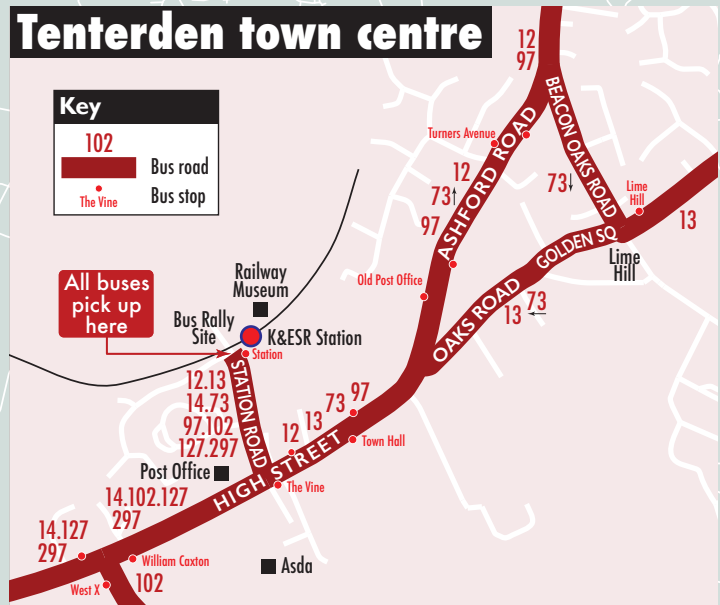 Tenterden town centre
Key
102
Bus road
Bus stop
The Vine
12
97
BEACON OAKS ROAD
Turners Avenue
ASHFORD ROAD
12
73↑
97
73↓
Lime
Hill
13
GOLDEN SQ
Lime
Hill
Old Post Office
OAKS ROAD
73
13 ←
All buses
pick up
here
Railway
Museum
Bus Rally
Site
K&ESR Station
Station
STATION ROAD
12.13
14.73
97.102
127.297
12
13
73
97
Town Hall
HIGH STREET
The Vine
Post Office
14.102.127
297
14.127
297
William Caxton
West X
102
Asda